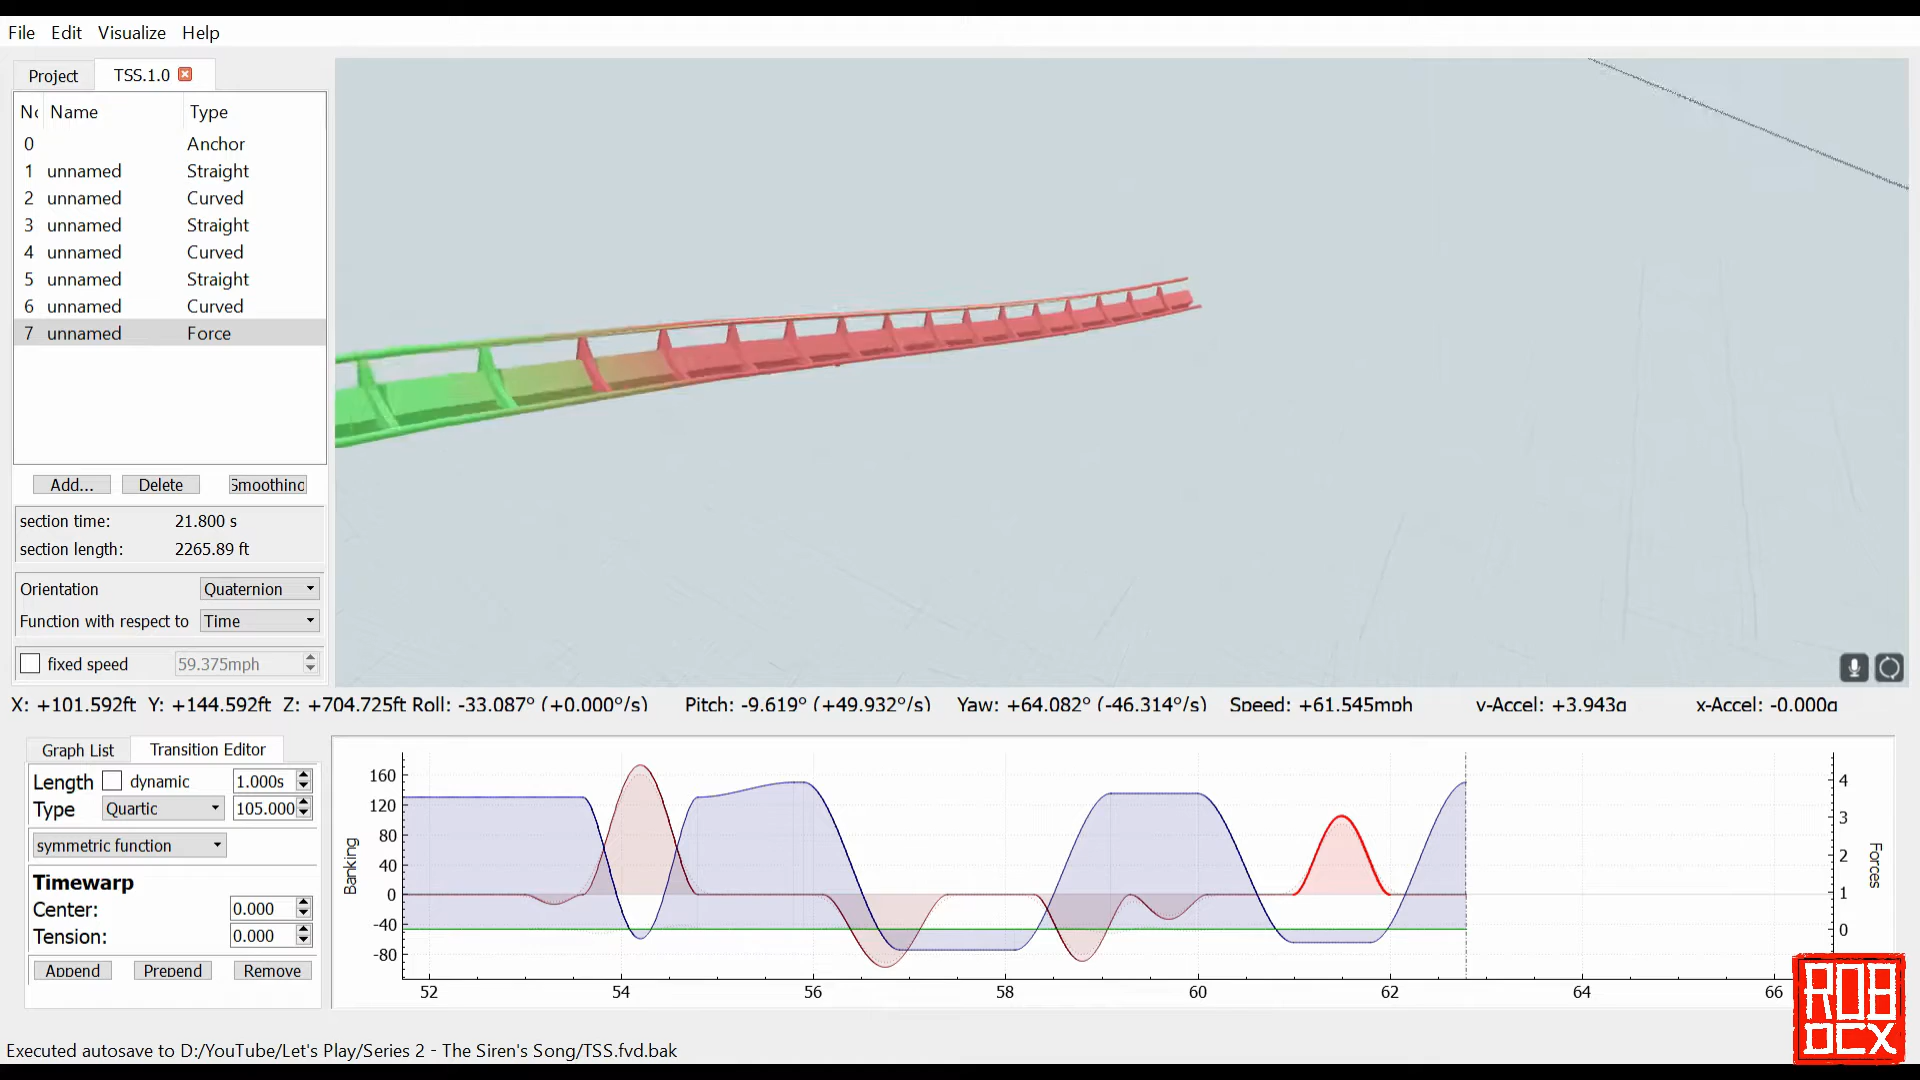 File Edit Visualize Help
Project TSS.1.0
Nc Name Type
0 Anchor
1 unnamed Straight
2 unnamed Curved
3 unnamed Straight
4 unnamed Curved
5 unnamed Straight
6 unnamed Curved
7 unnamed Force
Add... Delete Smoothing
section time: 21.800 s
section length: 2265.89 ft
Orientation Quaternion
Function with respect to Time
fixed speed 59.375mph
X: +101.592ft Y: +144.592ft Z: +704.725ft Roll: -33.087° (+0.000°/s) Pitch: -9.619° (+49.932°/s) Yaw: +64.082° (-46.314°/s) Speed: +61.545mph y-Accel: +3.943g x-Accel: -0.000g
Graph List Transition Editor
Length dynamic 1.000s
Type Quartic 105.000
symmetric function
Timewarp
Center: 0.000
Tension: 0.000
Append Prepend Remove
Banking
160
120
80
40
0
-40
-80
52 54 56 58 60 62 64 66
4
3
2
1
0
Forces
ROB
DCX
Executed autosave to D:/YouTube/Let's Play/Series 2 - The Siren's Song/TSS.fvd.bak